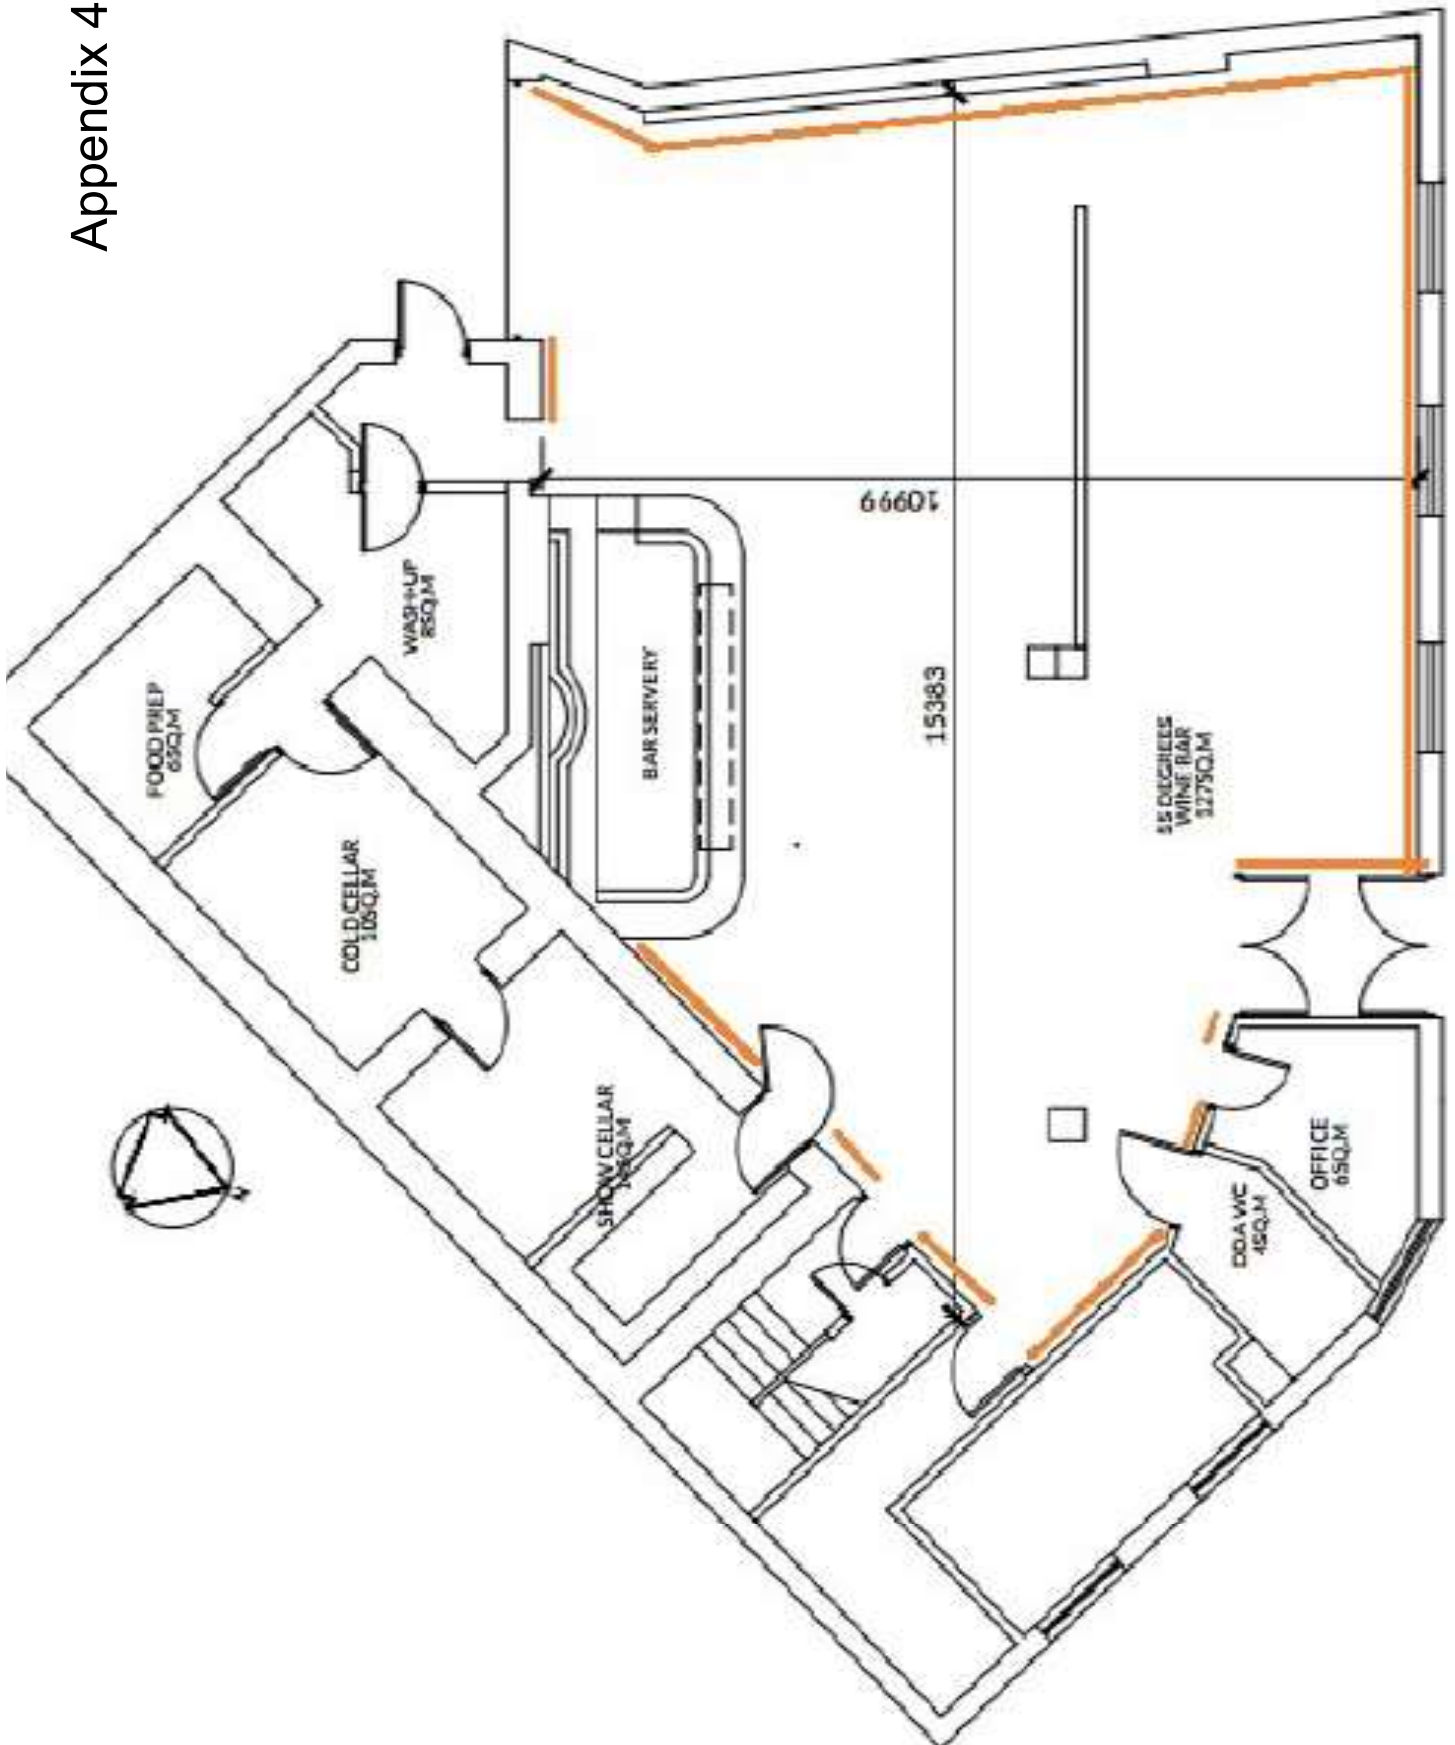 Appendix 4
FOOD PREP
6SQ.M
WASH-UP
8SQ.M
COLD CELLAR
10SQ.M
SHOW CELLAR
BAR SERVERY
10999
15383
55 DEGREES
WINE BAR
127SQ.M
DDA WC
4SQ.M
OFFICE
6SQ.M